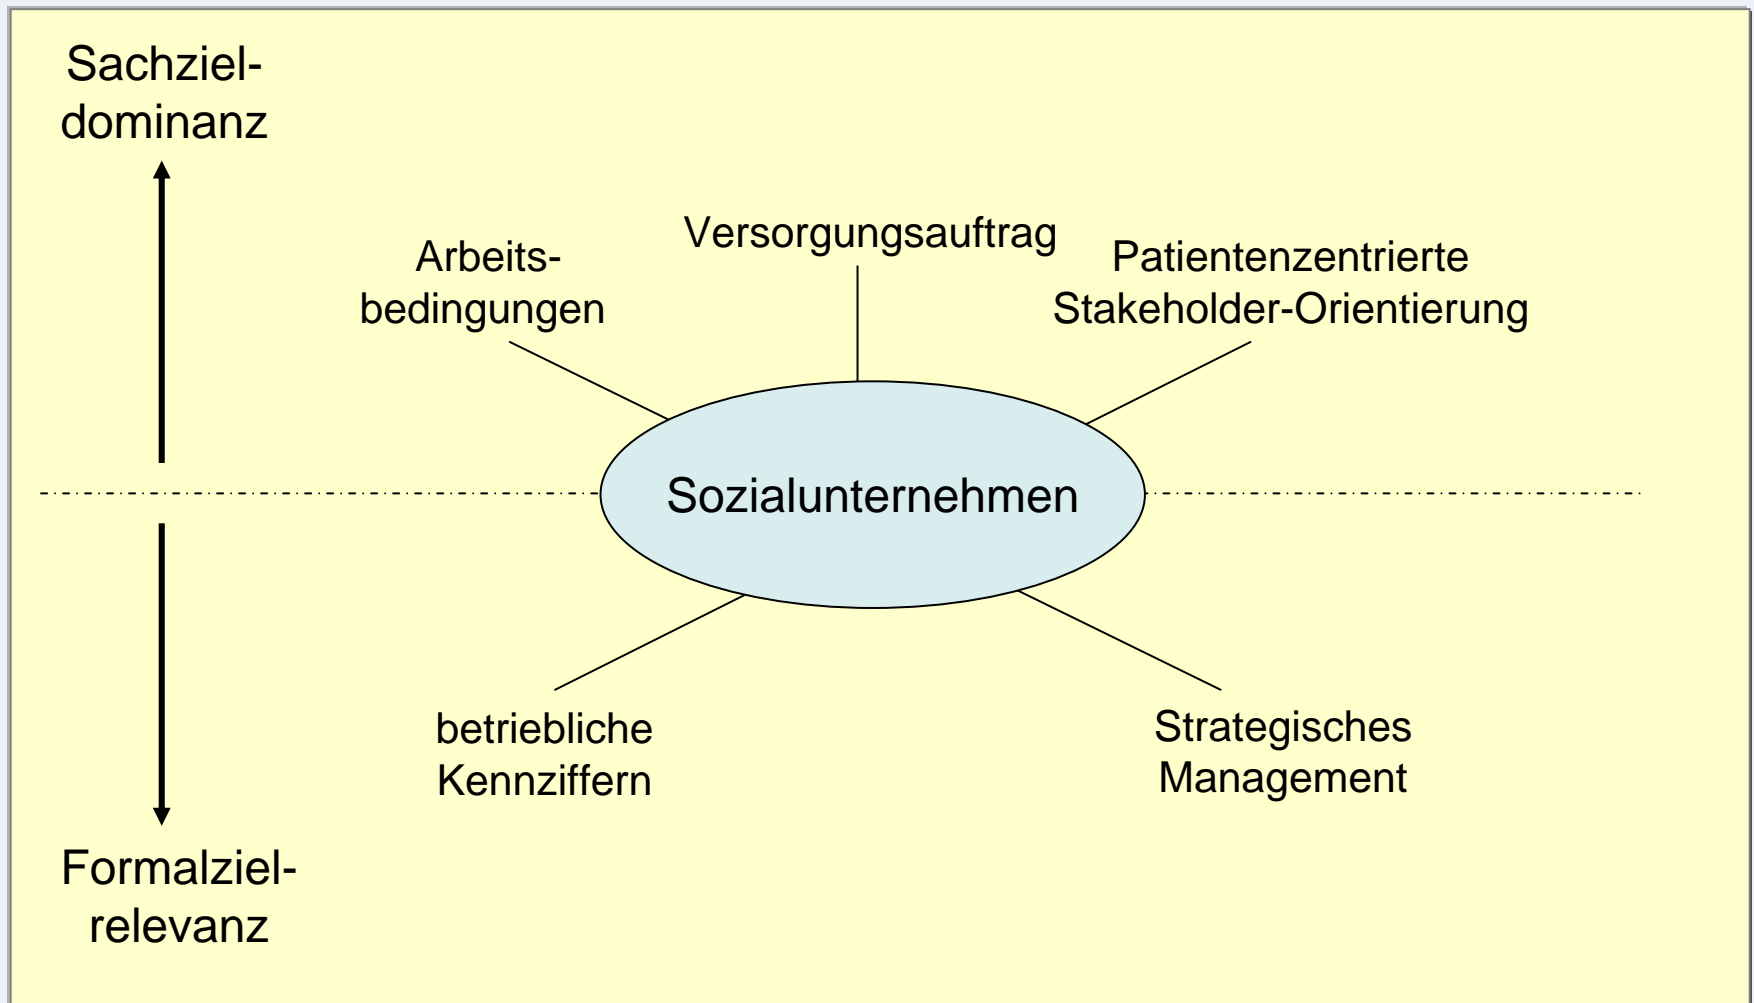 Sachziel-
dominanz
Versorgungsauftrag
Arbeits-
bedingungen
Patientenzentrierte
Stakeholder-Orientierung
Sozialunternehmen
betriebliche
Kennziffern
Strategisches
Management
Formalziel-
relevanz